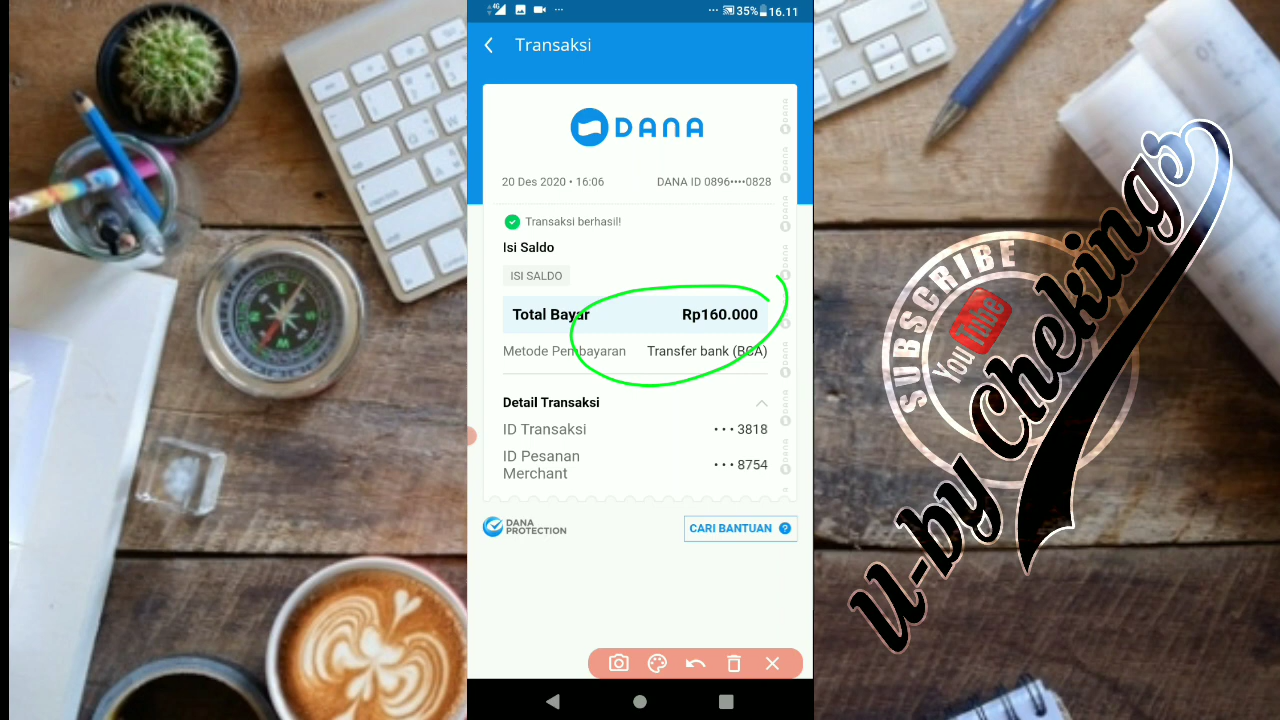 4G 35% 16.11
Transaksi
DANA
20 Des 2020 • 16:06 DANA ID 0896••••0828
Transaksi berhasil!
Isi Saldo
ISI SALDO
Total Bayar Rp160.000
Metode Pembayaran Transfer bank (BCA)
Detail Transaksi
ID Transaksi •••3818
ID Pesanan Merchant •••8754
DANA PROTECTION
CARI BANTUAN ?
SUBSCRIBE
YouTube
U-by Cheking